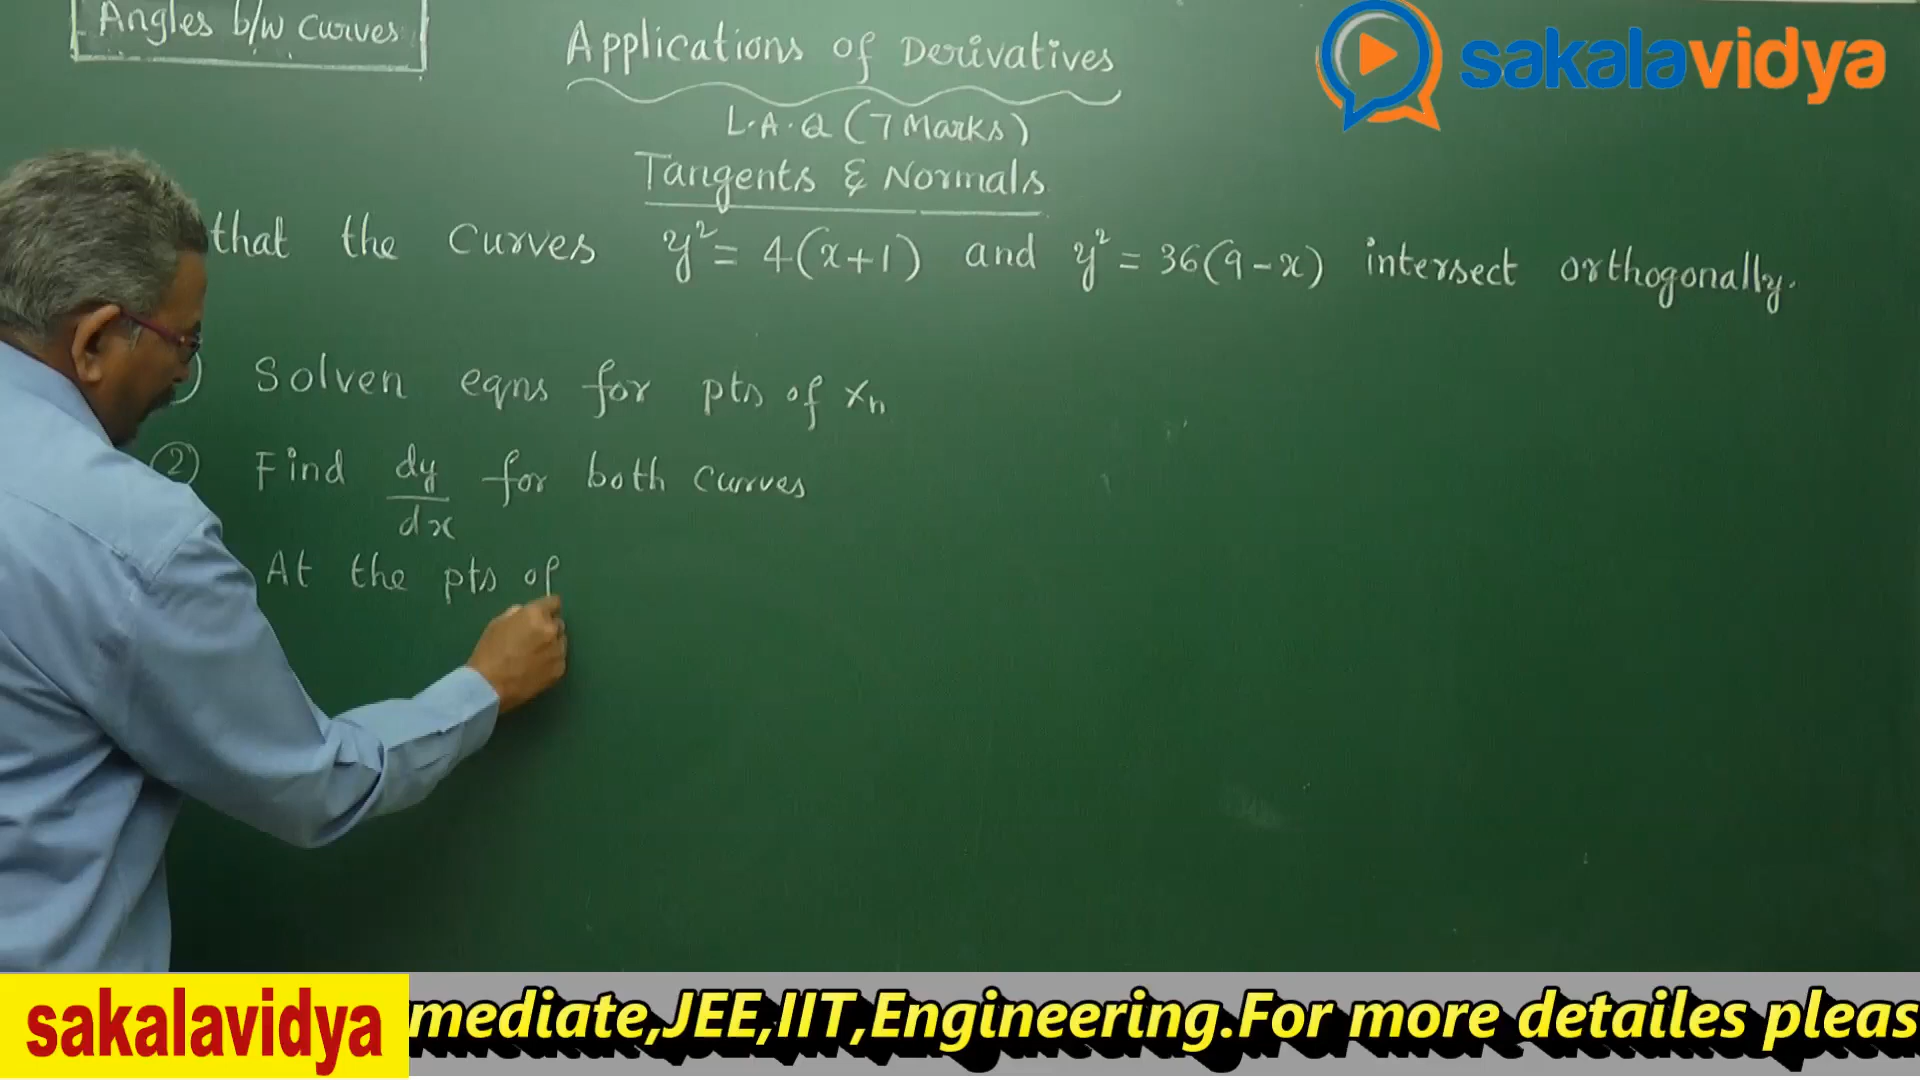 Angles b/w Curves
Applications of Derivatives
sakalavidya
L.A.Q (7 Marks)
Tangents & Normals
that the curves y² = 4(x+1) and y² = 36(9-x) intersect orthogonally.
) Solven eqns for pts of xn
② Find dy/dx for both curves
At the pts of
sakalavidya
mediate,JEE,IIT,Engineering.For more detailes pleas